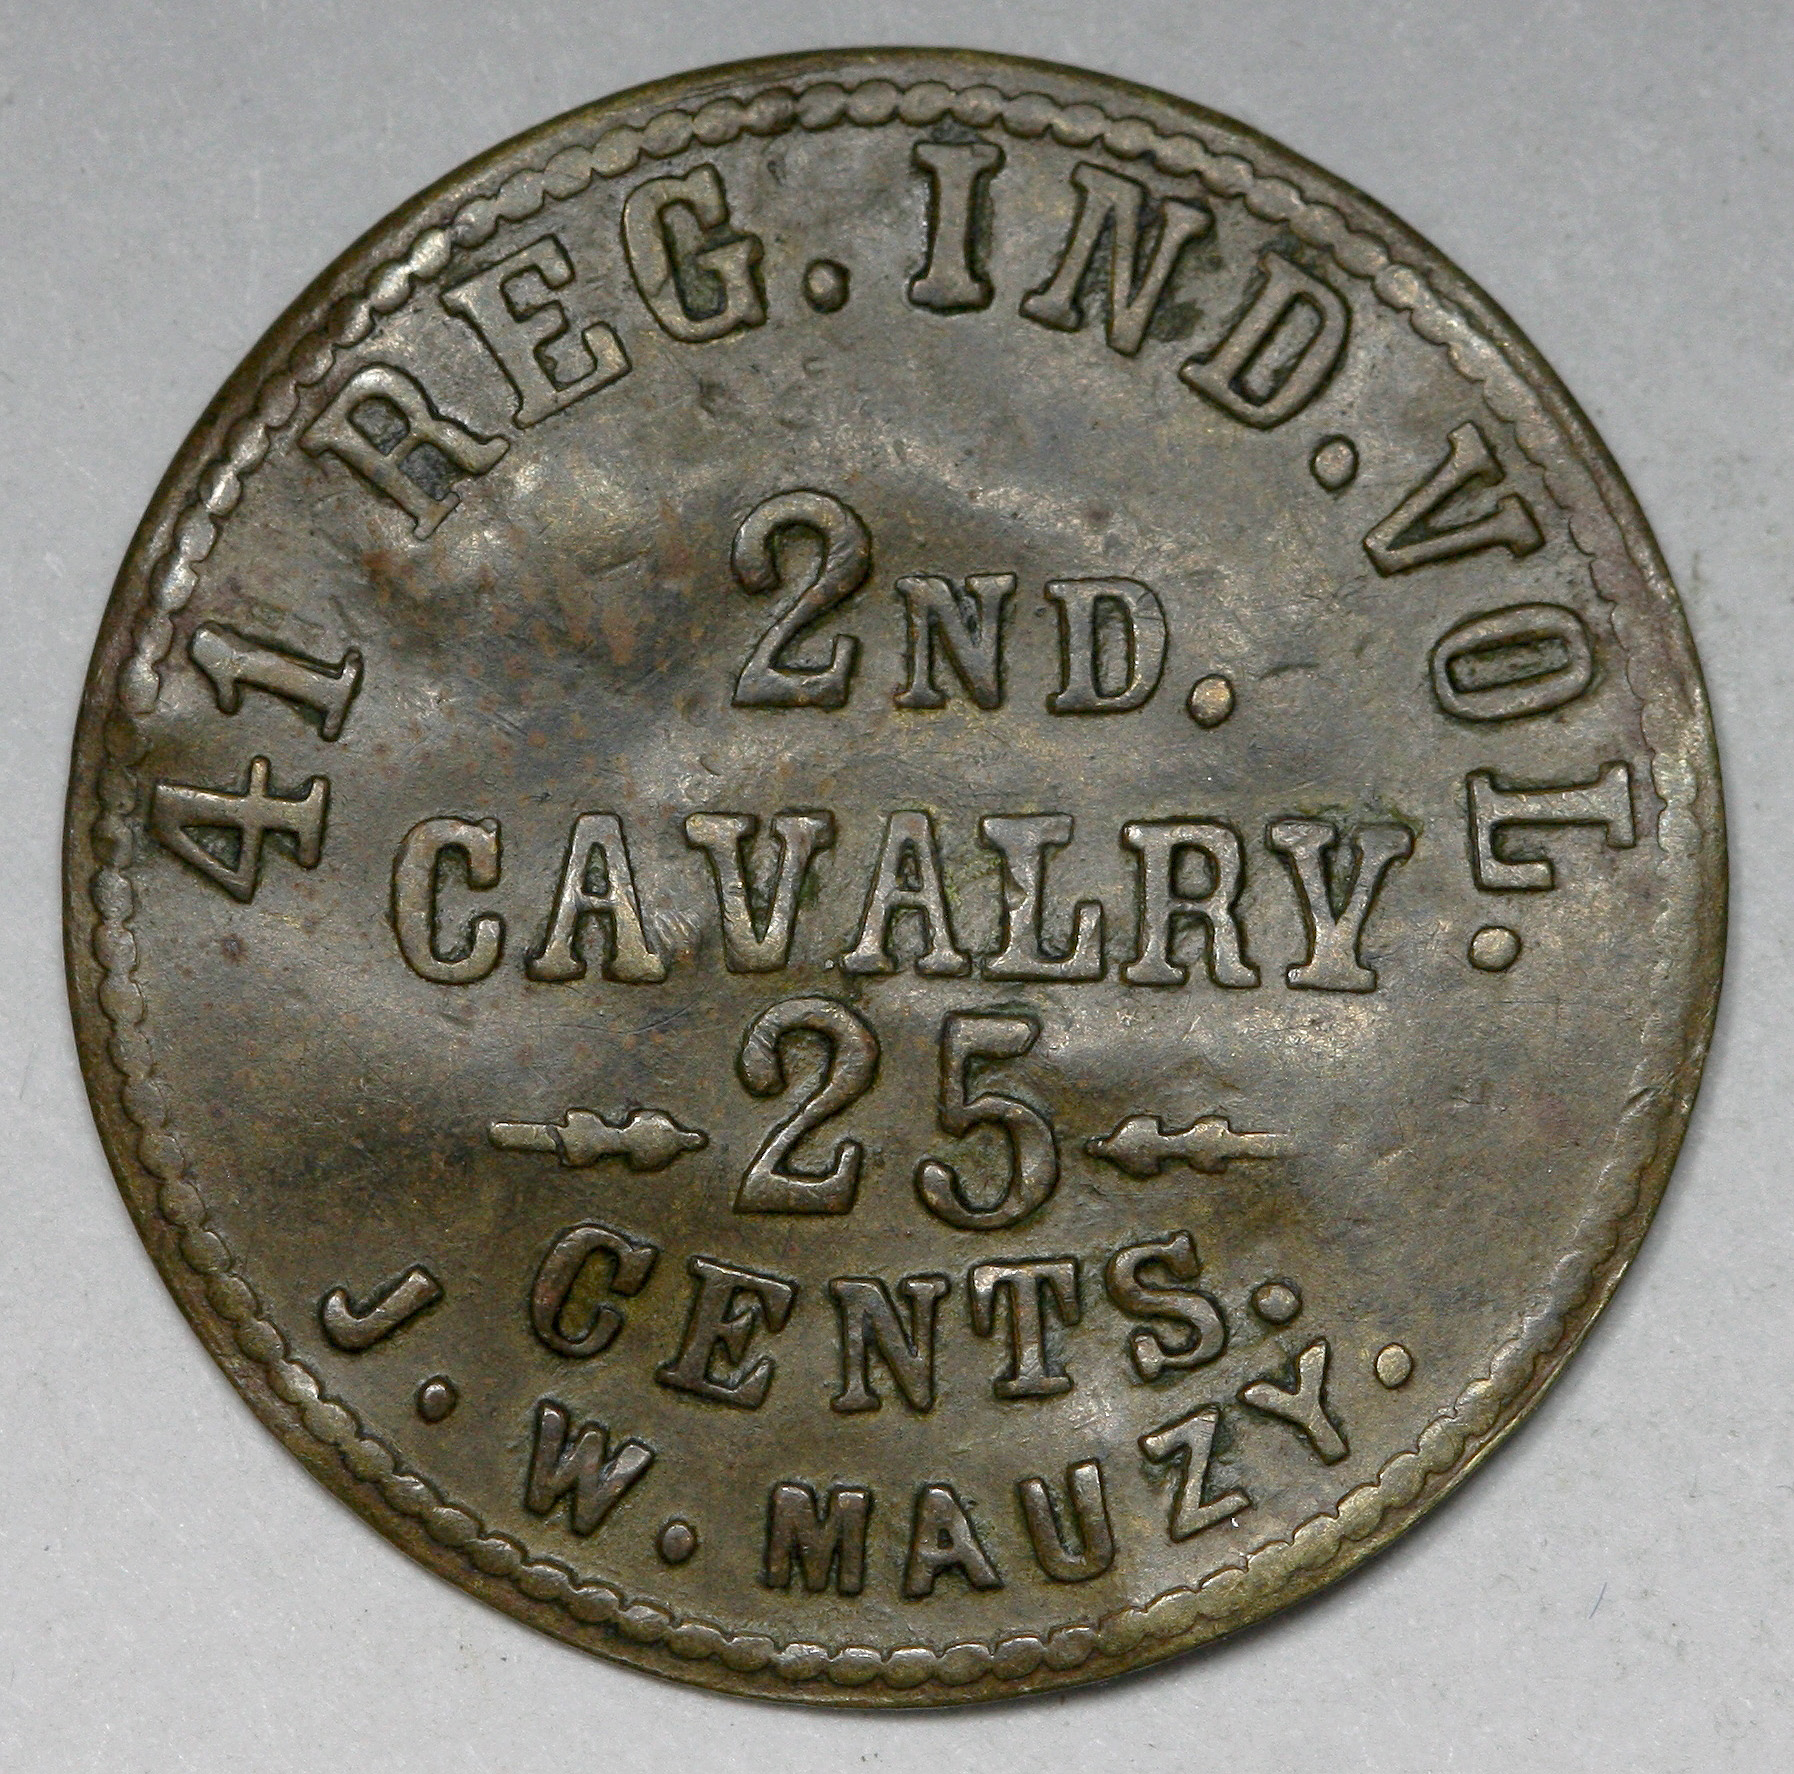 41 REG. IND. VOL.
2ND.
CAVALRY
25
CENTS.
J. W. MAUZY.